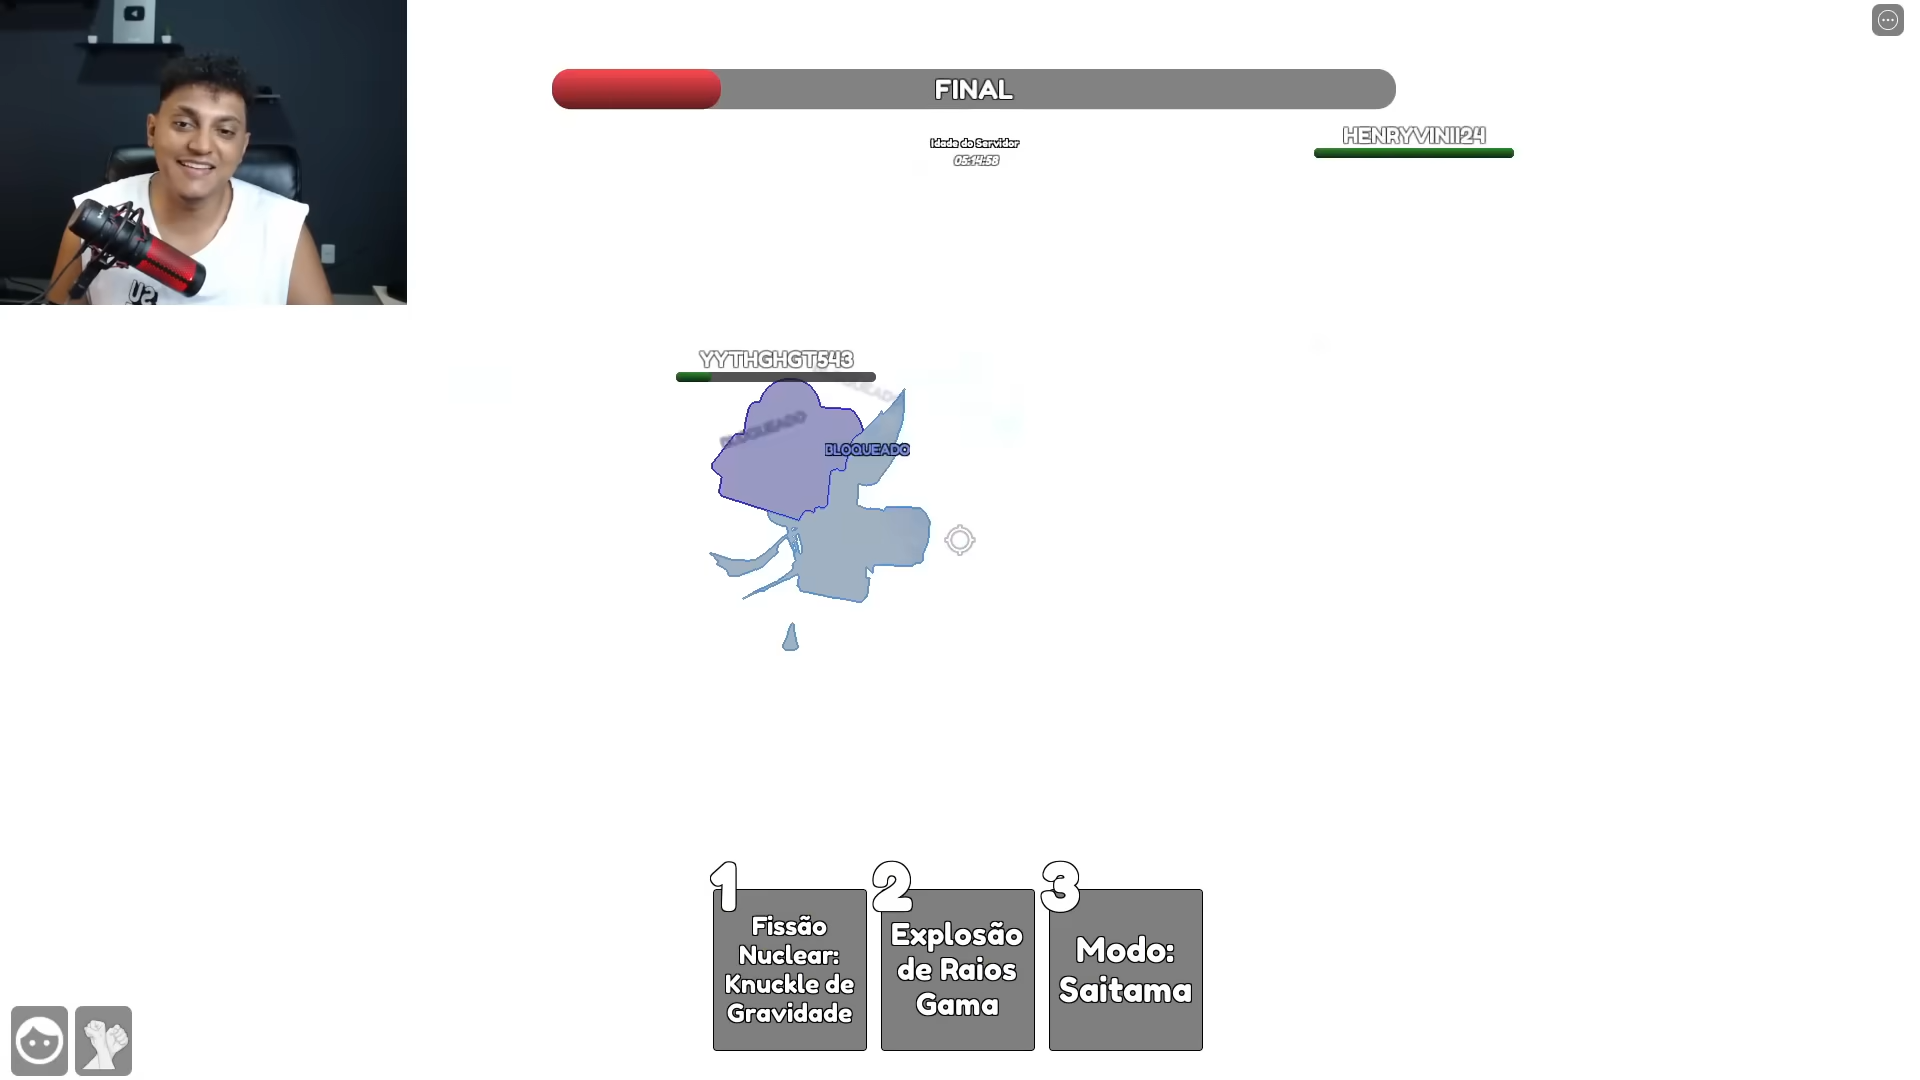 FINAL
Idade do Servidor
05:14:58
HENRYVINII24
YYTHGHGT543
BLOQUEADO
BLOQUEADO
BLOQUEADO
1
Fissão
Nuclear:
Knuckle de
Gravidade
2
Explosão
de Raios
Gama
3
Modo:
Saitama